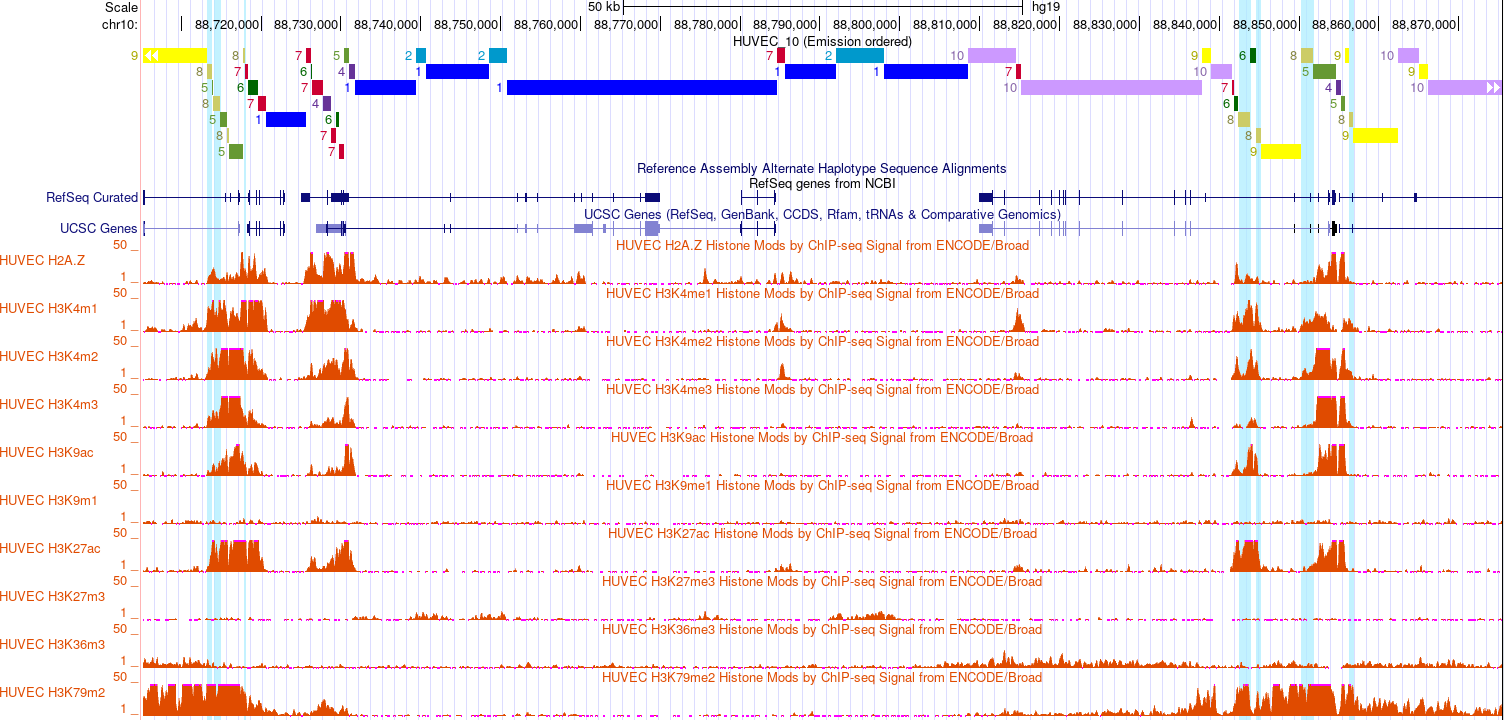 Scale 50 kb hg19
chr10: 88,720,000 88,730,000 88,740,000 88,750,000 88,760,000 88,770,000 88,780,000 88,790,000 88,800,000 88,810,000 88,820,000 88,830,000 88,840,000 88,850,000 88,860,000 88,870,000
HUVEC_10 (Emission ordered)
9 8 7 5 2 2 7 2 10 9 6 8 9 10
8 7 6 4 1 1 1 7 10 5 9
5 6 7 1 1 10 7 4 10
8 7 4 6 5
5 1 6 8 8
8 7 8 9
5 7 9
Reference Assembly Alternate Haplotype Sequence Alignments
RefSeq genes from NCBI
RefSeq Curated
UCSC Genes (RefSeq, GenBank, CCDS, Rfam, tRNAs & Comparative Genomics)
UCSC Genes
HUVEC H2A.Z Histone Mods by ChIP-seq Signal from ENCODE/Broad
50 _
HUVEC H2A.Z
1 _
HUVEC H3K4me1 Histone Mods by ChIP-seq Signal from ENCODE/Broad
50 _
HUVEC H3K4m1
1 _
HUVEC H3K4me2 Histone Mods by ChIP-seq Signal from ENCODE/Broad
50 _
HUVEC H3K4m2
1 _
HUVEC H3K4me3 Histone Mods by ChIP-seq Signal from ENCODE/Broad
50 _
HUVEC H3K4m3
1 _
HUVEC H3K9ac Histone Mods by ChIP-seq Signal from ENCODE/Broad
50 _
HUVEC H3K9ac
1 _
HUVEC H3K9me1 Histone Mods by ChIP-seq Signal from ENCODE/Broad
50 _
HUVEC H3K9m1
1 _
HUVEC H3K27ac Histone Mods by ChIP-seq Signal from ENCODE/Broad
50 _
HUVEC H3K27ac
1 _
HUVEC H3K27me3 Histone Mods by ChIP-seq Signal from ENCODE/Broad
50 _
HUVEC H3K27m3
1 _
HUVEC H3K36me3 Histone Mods by ChIP-seq Signal from ENCODE/Broad
50 _
HUVEC H3K36m3
1 _
HUVEC H3K79me2 Histone Mods by ChIP-seq Signal from ENCODE/Broad
50 _
HUVEC H3K79m2
1 _